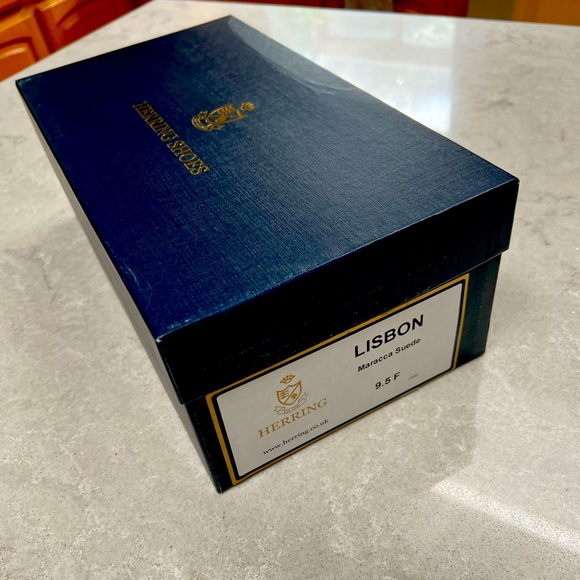 HERRING SHOES
LISBON
Maracca Suede
9.5 F
HERRING
www.herring.co.uk